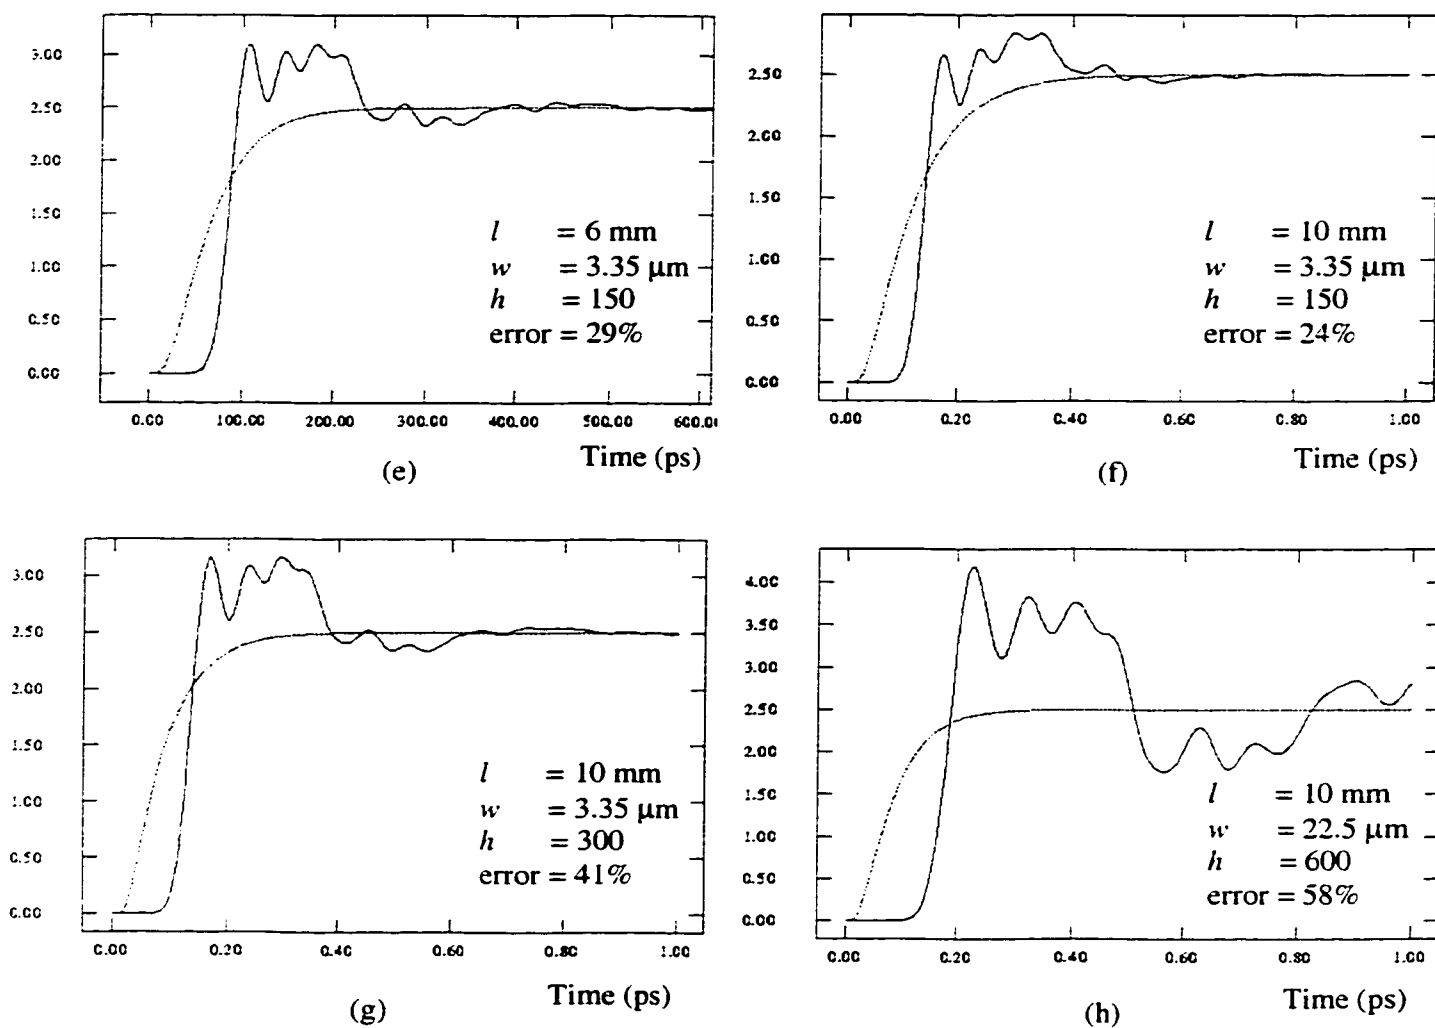 3.00
2.50
2.00
1.50
1.00
0.50
0.00
l = 6 mm
w = 3.35 µm
h = 150
error = 29%
0.00 100.00 200.00 300.00 400.00 500.00 600.0
Time (ps)
(e)
2.50
2.00
1.50
1.00
0.50
0.00
l = 10 mm
w = 3.35 µm
h = 150
error = 24%
0.00 0.20 0.40 0.60 0.80 1.00
Time (ps)
(f)
3.00
2.50
2.00
1.50
1.00
0.50
0.00
l = 10 mm
w = 3.35 µm
h = 300
error = 41%
0.00 0.20 0.40 0.60 0.80 1.00
Time (ps)
(g)
4.00
3.50
3.00
2.50
2.00
1.50
1.00
0.50
0.00
l = 10 mm
w = 22.5 µm
h = 600
error = 58%
0.00 0.20 0.40 0.60 0.80 1.00
Time (ps)
(h)